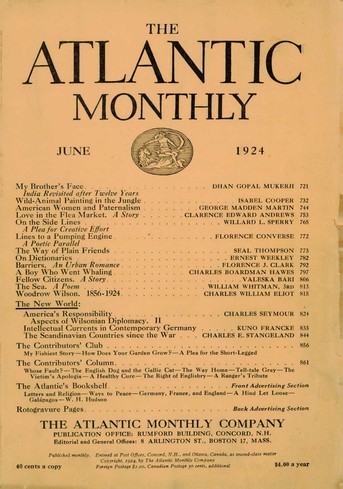 THE
ATLANTIC
MONTHLY
JUNE 1924
My Brother's Face DHAN GOPAL MUKERJI 721
India Revisited after Twelve Years
Wild-Animal Painting in the Jungle ISABEL COOPER 732
American Women and Paternalism GEORGE MADDEN MARTIN 744
Love in the Flea Market. A Story CLARENCE EDWARD ANDREWS 753
On the Side Lines WILLARD L. SPERRY 765
A Plea for Creative Effort
Lines to a Pumping Engine FLORENCE CONVERSE 772
A Poetic Parallel
The Way of Plain Friends SEAL THOMPSON 773
On Dictionaries ERNEST WEEKLEY 782
Barriers. An Urban Romance FLORENCE J. CLARK 792
A Boy Who Went Whaling CHARLES BOARDMAN HAWES 797
Fellow Citizens. A Story VALESKA BARI 806
The Sea. A Poem WILLIAM WHITMAN, 3RD 813
Woodrow Wilson. 1856-1924 CHARLES WILLIAM ELIOT 815
The New World:
America's Responsibility CHARLES SEYMOUR 824
Aspects of Wilsonian Diplomacy. II
Intellectual Currents in Contemporary Germany KUNO FRANCKE 835
The Scandinavian Countries since the War CHARLES E. STANGELAND 844
The Contributors' Club 856
My Fishiest Story—How Does Your Garden Grow?—A Plea for the Short-Legged
The Contributors' Column 861
Whose Fault?—The English Dog and the Gallic Cat—The Way Home—Tell-tale Grey—The
Victim's Apologia—A Healthy Cure—The Right of Englishry—A Ranger's Tribute
The Atlantic's Bookshelf Front Advertising Section
Letters and Religion—Ways to Peace—Germany, France, and England—A Hind Let Loose—
Galápagos—W. H. Hudson
Rotogravure Pages Back Advertising Section
THE ATLANTIC MONTHLY COMPANY
PUBLICATION OFFICE: RUMFORD BUILDING, CONCORD, N.H.
Editorial and General Offices: 8 ARLINGTON ST., BOSTON 17, MASS.
Published monthly. Entered at Post Offices, Concord, N.H., and Ottawa, Canada, as second-class matter
Copyright, 1924, by The Atlantic Monthly Company
40 cents a copy Foreign Postage $1.00, Canadian Postage 50 cents, additional $4.00 a year